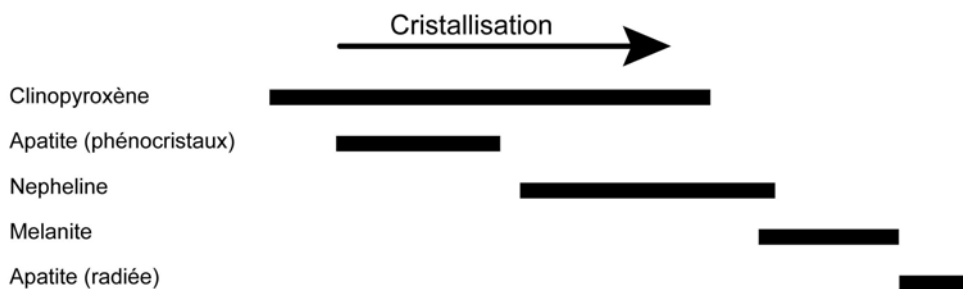 Cristallisation
Clinopyroxène
Apatite (phénocristaux)
Nepheline
Melanite
Apatite (radiée)